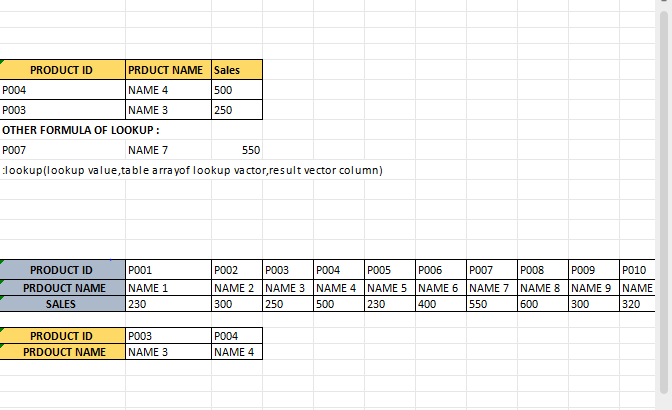 PRODUCT ID PRDUCT NAME Sales
P004 NAME 4 500
P003 NAME 3 250
OTHER FORMULA OF LOOKUP :
P007 NAME 7 550
:lookup(lookup value,table arrayof lookup vactor,result vector column)
PRODUCT ID P001 P002 P003 P004 P005 P006 P007 P008 P009 P010
PRDOUCT NAME NAME 1 NAME 2 NAME 3 NAME 4 NAME 5 NAME 6 NAME 7 NAME 8 NAME 9 NAME
SALES 230 300 250 500 230 400 550 600 300 320
PRODUCT ID P003 P004
PRDOUCT NAME NAME 3 NAME 4